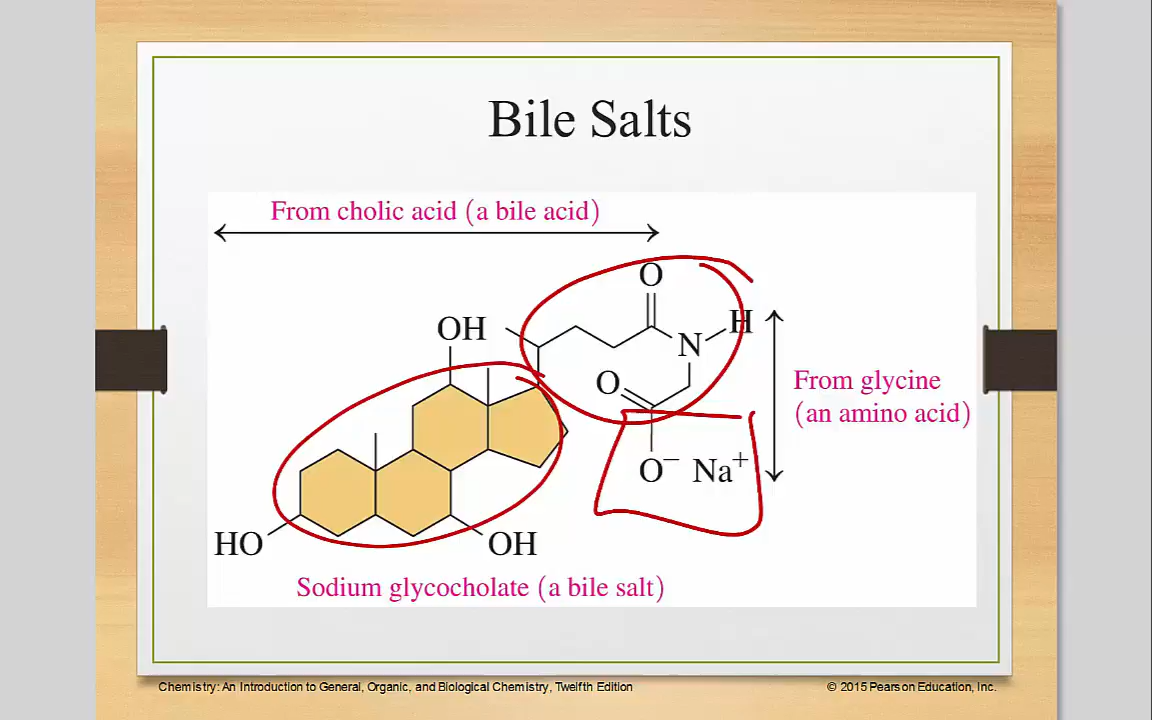 Bile Salts
From cholic acid (a bile acid)
O
OH
H
N
O
From glycine
(an amino acid)
O⁻ Na⁺
HO
OH
Sodium glycocholate (a bile salt)
Chemistry: An Introduction to General, Organic, and Biological Chemistry, Twelfth Edition
© 2015 Pearson Education, Inc.